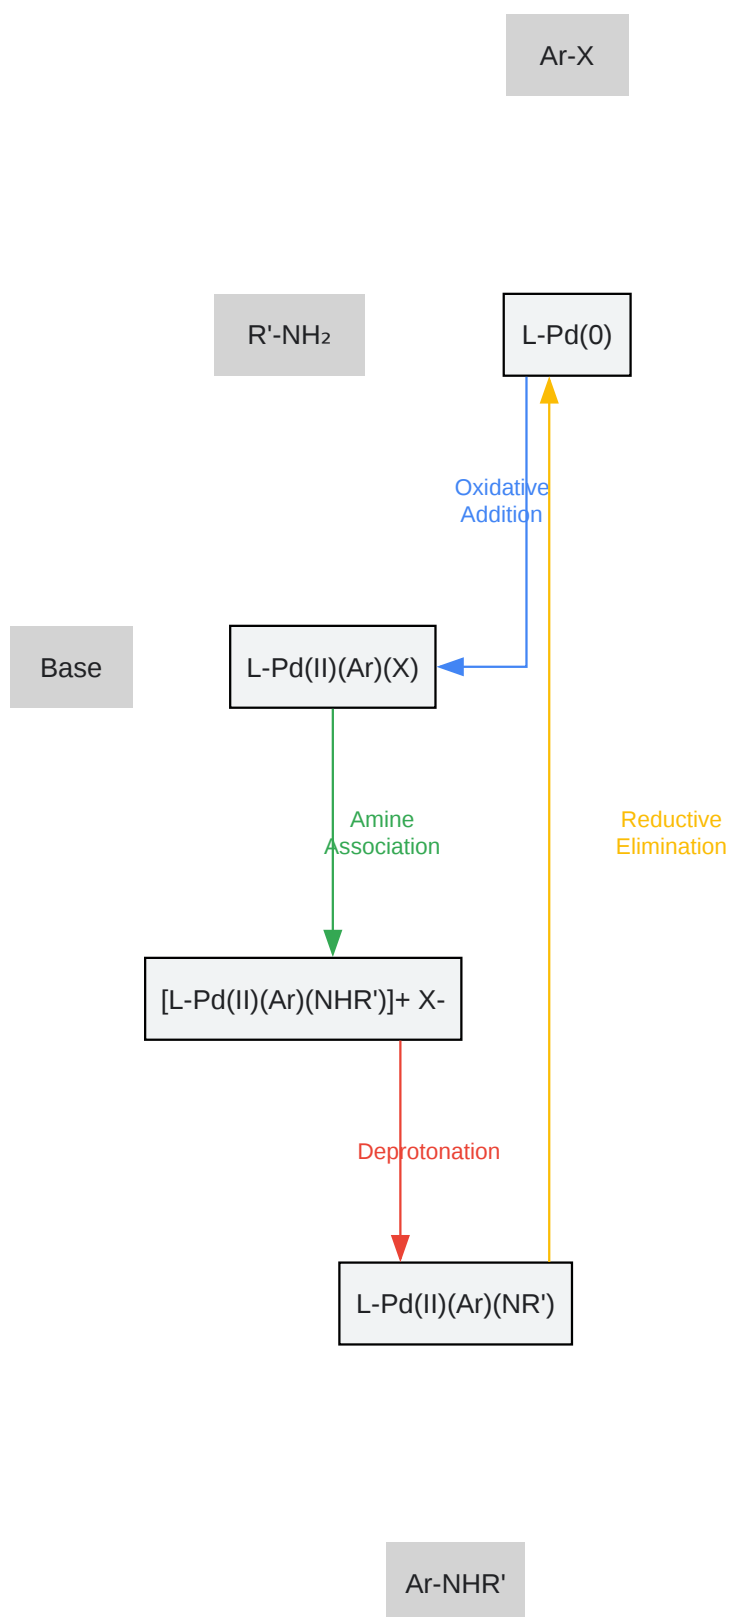 Ar-X
R'-NH₂
L-Pd(0)
Oxidative
Addition
Base
L-Pd(II)(Ar)(X)
Amine
Association
Reductive
Elimination
[L-Pd(II)(Ar)(NHR')]+ X-
Deprotonation
L-Pd(II)(Ar)(NR')
Ar-NHR'